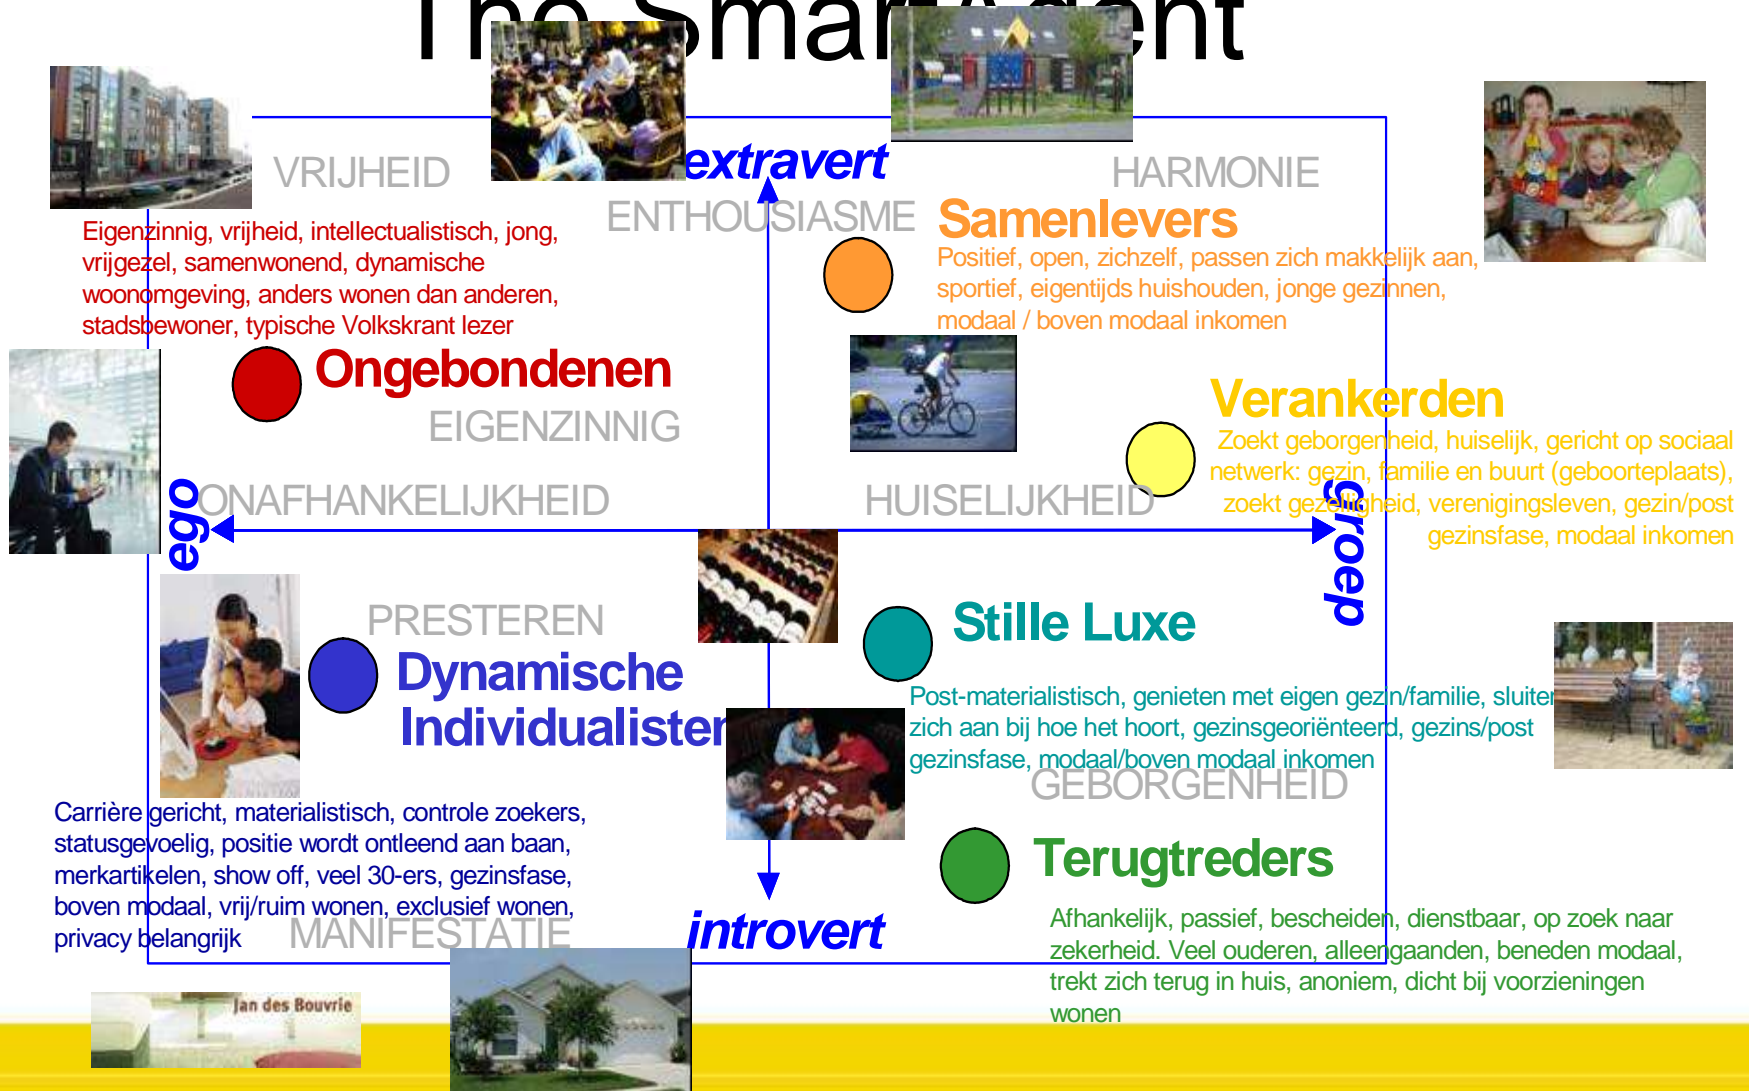 The SmartAgent
VRIJHEID
extravert
HARMONIE
ENTHOUSIASME
Samenlevers
Positief, open, zichzelf, passen zich makkelijk aan,
sportief, eigentijds huishouden, jonge gezinnen,
modaal / boven modaal inkomen
Eigenzinnig, vrijheid, intellectualistisch, jong,
vrijgezel, samenwonend, dynamische
woonomgeving, anders wonen dan anderen,
stadsbewoner, typische Volkskrant lezer
Ongebondenen
EIGENZINNIG
Verankerden
Zoekt geborgenheid, huiselijk, gericht op sociaal
netwerk: gezin, familie en buurt (geboorteplaats),
zoekt gezelligheid, verenigingsleven, gezin/post
gezinsfase, modaal inkomen
ego
ONAFHANKELIJKHEID
HUISELIJKHEID
groep
PRESTEREN
Dynamische
Individualisten
Stille Luxe
Post-materialistisch, genieten met eigen gezin/familie, sluiten
zich aan bij hoe het hoort, gezinsgeoriënteerd, gezins/post
gezinsfase, modaal/boven modaal inkomen
GEBORGENHEID
Carrière gericht, materialistisch, controle zoekers,
statusgevoelig, positie wordt ontleend aan baan,
merkartikelen, show off, veel 30-ers, gezinsfase,
boven modaal, vrij/ruim wonen, exclusief wonen,
privacy belangrijk
MANIFESTATIE
introvert
Terugtreders
Afhankelijk, passief, bescheiden, dienstbaar, op zoek naar
zekerheid. Veel ouderen, alleengaanden, beneden modaal,
trekt zich terug in huis, anoniem, dicht bij voorzieningen
wonen
Jan des Bouvrie